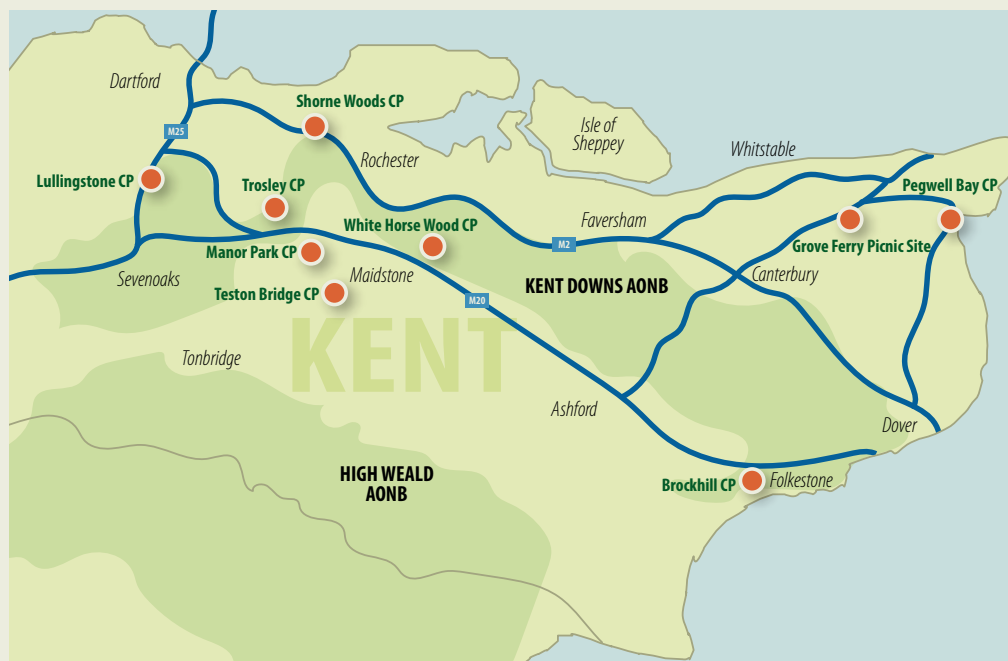 Dartford
Shorne Woods CP
M25
Isle of
Sheppey
Rochester
Whitstable
Lullingstone CP
Trosley CP
Pegwell Bay CP
White Horse Wood CP
Faversham
Manor Park CP
M2
Grove Ferry Picnic Site
Sevenoaks
Maidstone
Canterbury
KENT DOWNS AONB
Teston Bridge CP
M20
KENT
Tonbridge
Ashford
Dover
HIGH WEALD
AONB
Brockhill CP
Folkestone